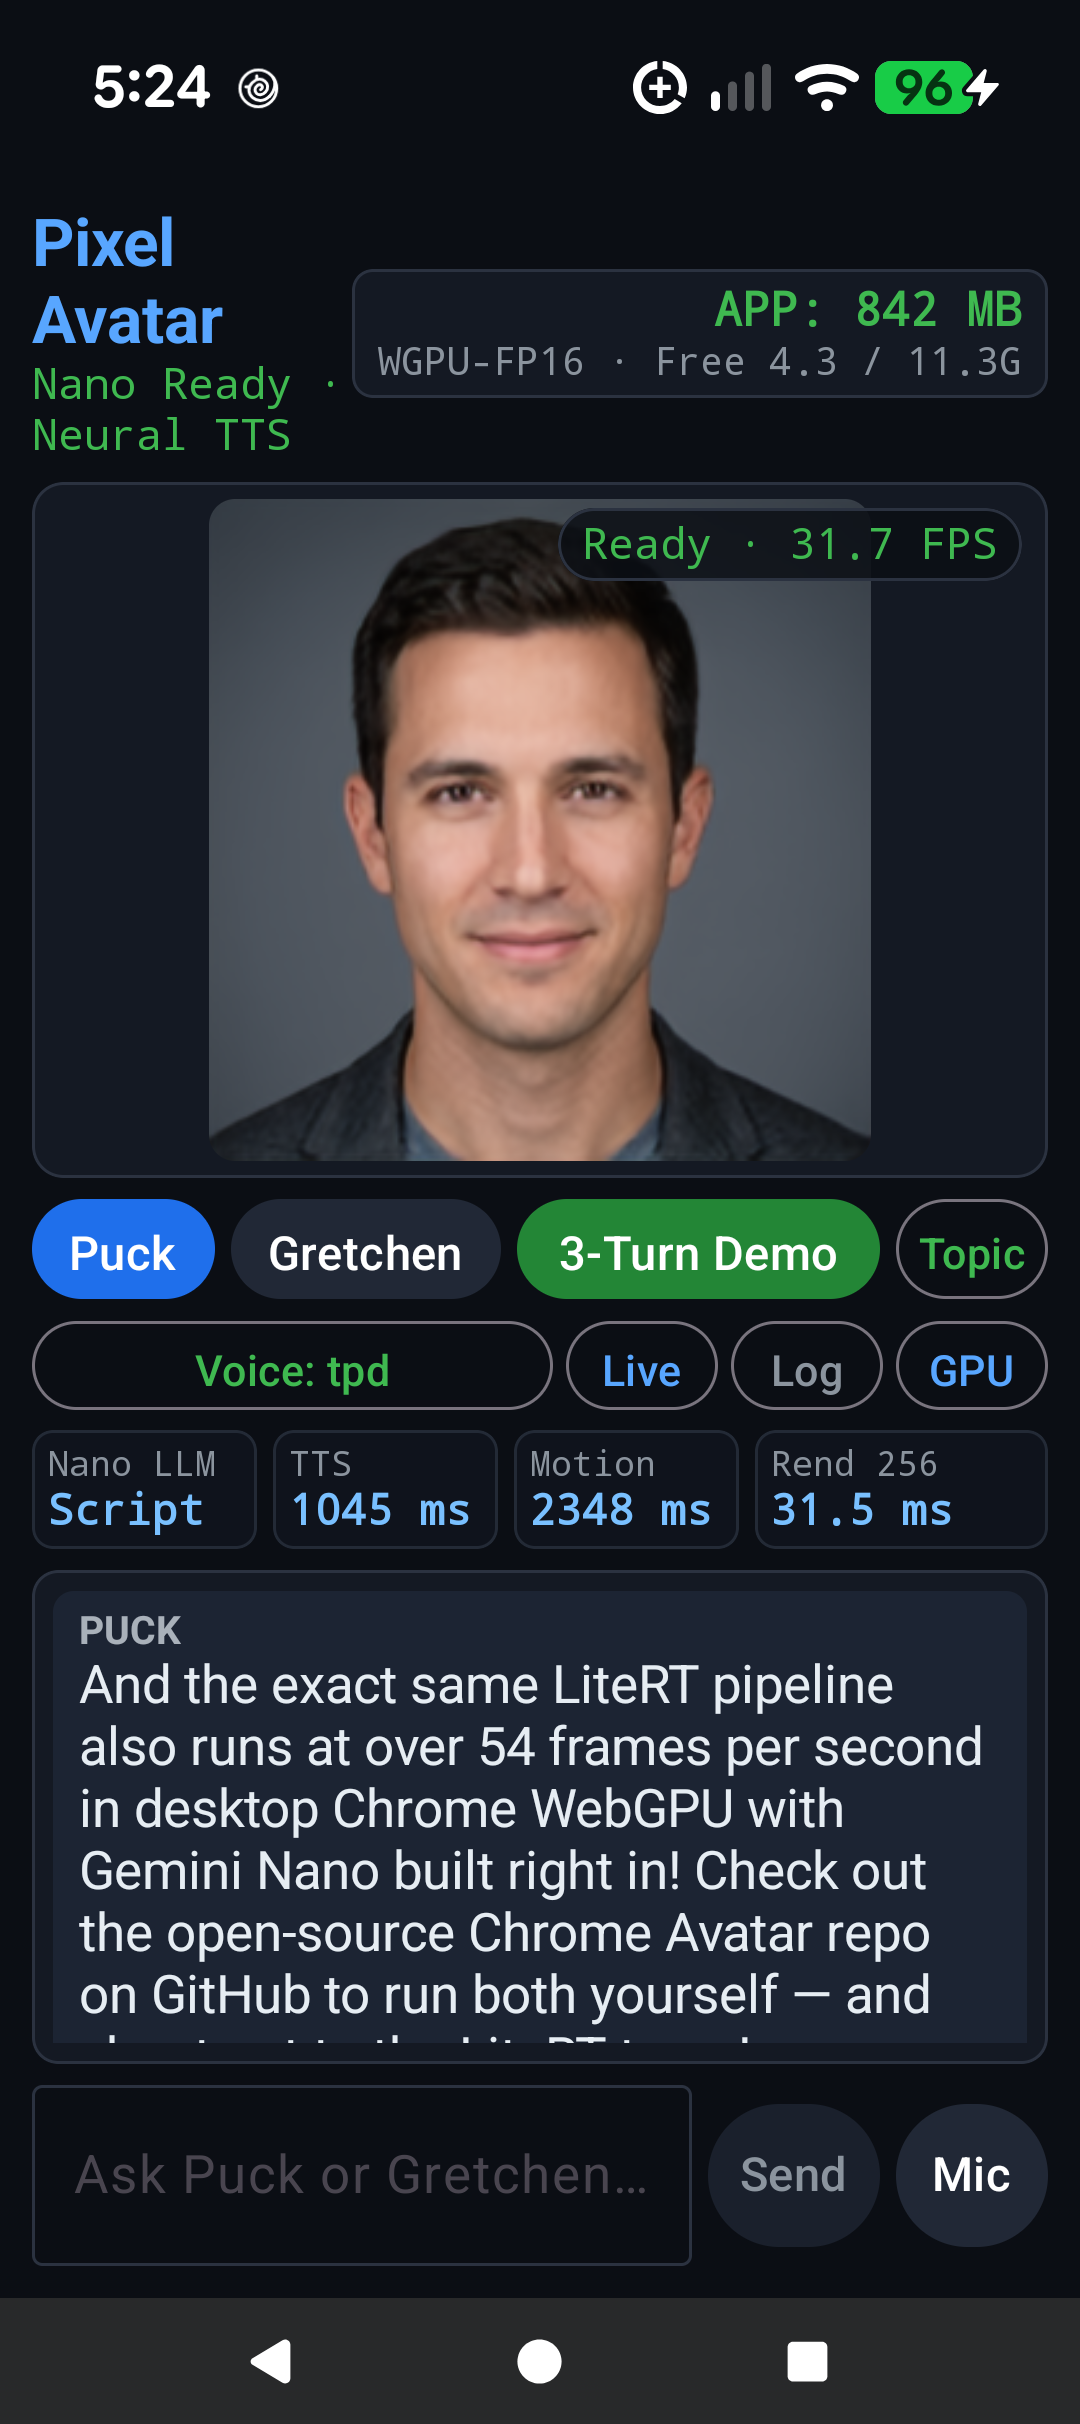 5:24
96
Pixel
Avatar
Nano Ready ·
Neural TTS
APP: 842 MB
WGPU-FP16 · Free 4.3 / 11.3G
Ready · 31.7 FPS
Puck
Gretchen
3-Turn Demo
Topic
Voice: tpd
Live
Log
GPU
Nano LLM
Script
TTS
1045 ms
Motion
2348 ms
Rend 256
31.5 ms
PUCK
And the exact same LiteRT pipeline
also runs at over 54 frames per second
in desktop Chrome WebGPU with
Gemini Nano built right in! Check out
the open-source Chrome Avatar repo
on GitHub to run both yourself — and
Ask Puck or Gretchen...
Send
Mic